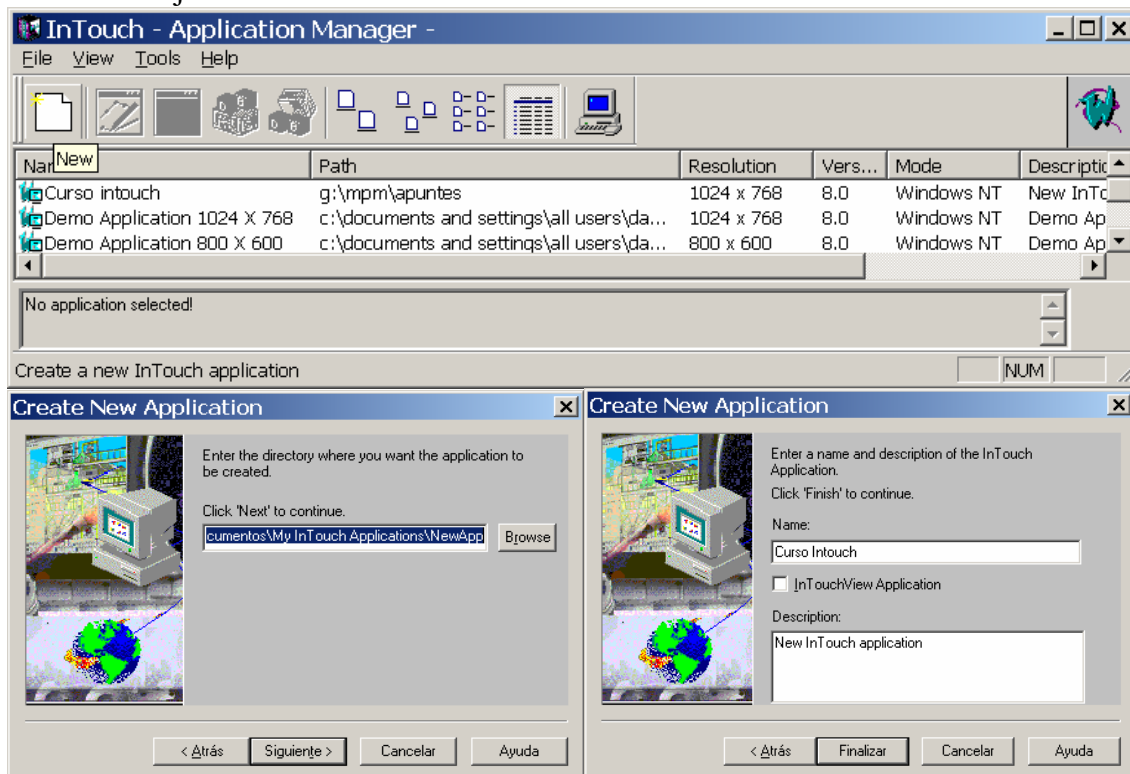 InTouch - Application Manager -
File View Tools Help
New
Path Resolution Vers... Mode
Curso intouch g:\mpm\apuntes 1024 x 768 8.0 Windows NT New InTo
Demo Application 1024 X 768 c:\documents and settings\all users\da... 1024 x 768 8.0 Windows NT Demo Ap
Demo Application 800 X 600 c:\documents and settings\all users\da... 800 x 600 8.0 Windows NT Demo Ap
No application selected!
Create a new InTouch application NUM
Create New Application
Enter the directory where you want the application to
be created.
Click 'Next' to continue.
cumentos\My InTouch Applications\NewApp Browse
< Atrás Siguiente > Cancelar Ayuda
Create New Application
Enter a name and description of the InTouch
Application.
Click 'Finish' to continue.
Name:
Curso Intouch
InTouchView Application
Description:
New InTouch application
< Atrás Finalizar Cancelar Ayuda